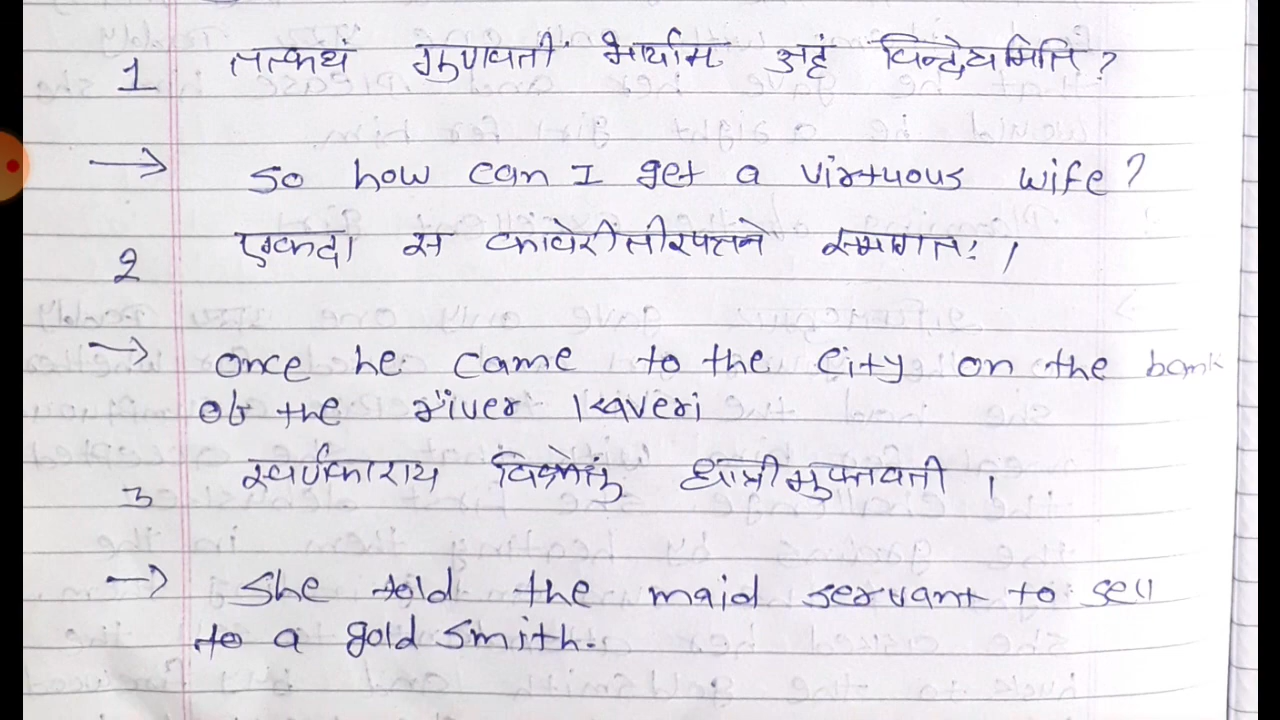 1 तत्कथं गुणवतीं भार्याम अहं विन्देयमिति ?
→ So how can I get a virtuous wife?
2 एकदा स कावेरीतीरपत्तने समागतः ।
→ Once he came to the city on the bank
of the river Kaveri
3 स्वर्णकाराय विक्रेतुं धात्रीमुक्तवती ।
→ She told the maid servant to sell
to a gold smith.